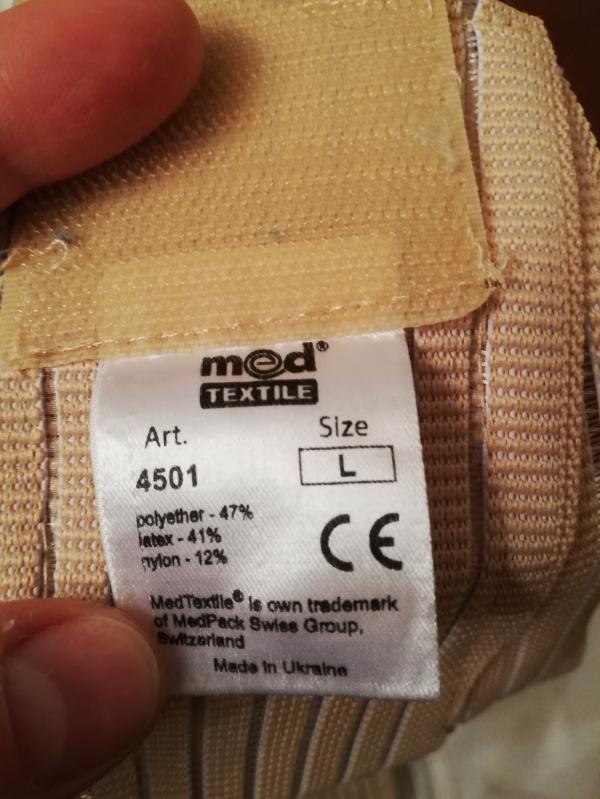 med®
TEXTILE
Art.
4501
Size
L
polyether - 47%
latex - 41%
nylon - 12%
CE
MedTextile® is own trademark
of MedPack Swiss Group,
Switzerland
Made in Ukraine